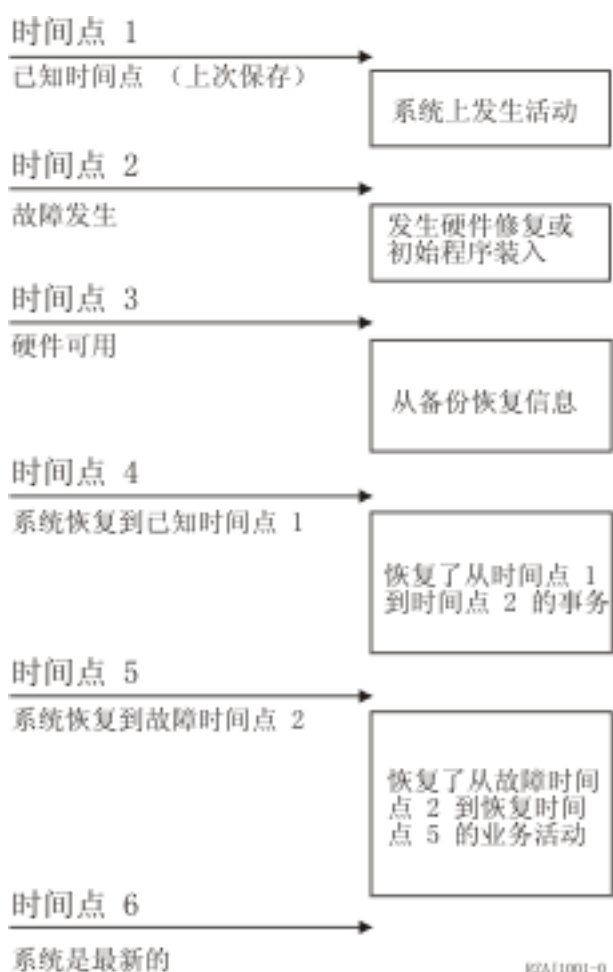 时间点 1
已知时间点 （上次保存）
系统上发生活动
时间点 2
故障发生
发生硬件修复或
初始程序装入
时间点 3
硬件可用
从备份恢复信息
时间点 4
系统恢复到已知时间点 1
恢复了从时间点 1
到时间点 2 的事务
时间点 5
系统恢复到故障时间点 2
恢复了从故障时间
点 2 到恢复时间
点 5 的业务活动
时间点 6
系统是最新的